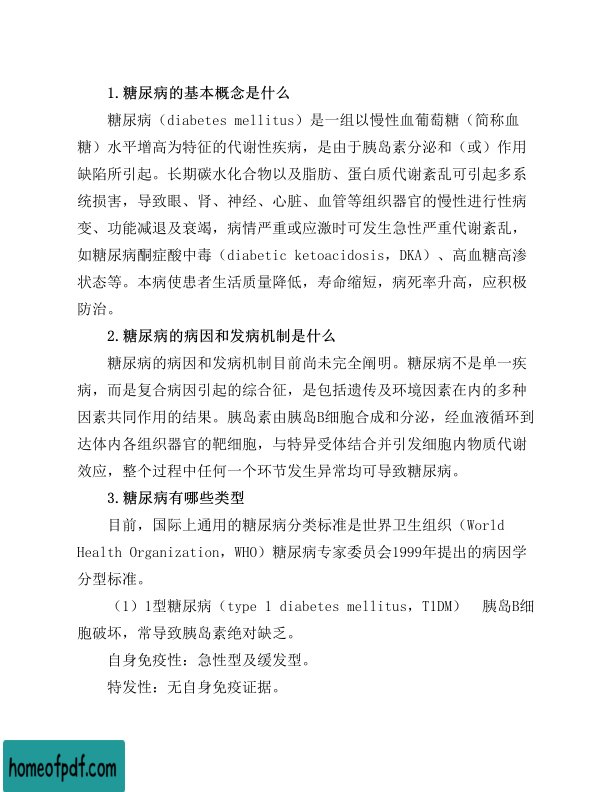 1.糖尿病的基本概念是什么
糖尿病（diabetes mellitus）是一组以慢性血葡萄糖（简称血
糖）水平增高为特征的代谢性疾病，是由于胰岛素分泌和（或）作用
缺陷所引起。长期碳水化合物以及脂肪、蛋白质代谢紊乱可引起多系
统损害，导致眼、肾、神经、心脏、血管等组织器官的慢性进行性病
变、功能减退及衰竭，病情严重或应激时可发生急性严重代谢紊乱，
如糖尿病酮症酸中毒（diabetic ketoacidosis，DKA）、高血糖高渗
状态等。本病使患者生活质量降低，寿命缩短，病死率升高，应积极
防治。
2.糖尿病的病因和发病机制是什么
糖尿病的病因和发病机制目前尚未完全阐明。糖尿病不是单一疾
病，而是复合病因引起的综合征，是包括遗传及环境因素在内的多种
因素共同作用的结果。胰岛素由胰岛B细胞合成和分泌，经血液循环到
达体内各组织器官的靶细胞，与特异受体结合并引发细胞内物质代谢
效应，整个过程中任何一个环节发生异常均可导致糖尿病。
3.糖尿病有哪些类型
目前，国际上通用的糖尿病分类标准是世界卫生组织（World
Health Organization，WHO）糖尿病专家委员会1999年提出的病因学
分型标准。
（1）1型糖尿病（type 1 diabetes mellitus，T1DM） 胰岛B细
胞破坏，常导致胰岛素绝对缺乏。
自身免疫性：急性型及缓发型。
特发性：无自身免疫证据。
homeofpdf.com